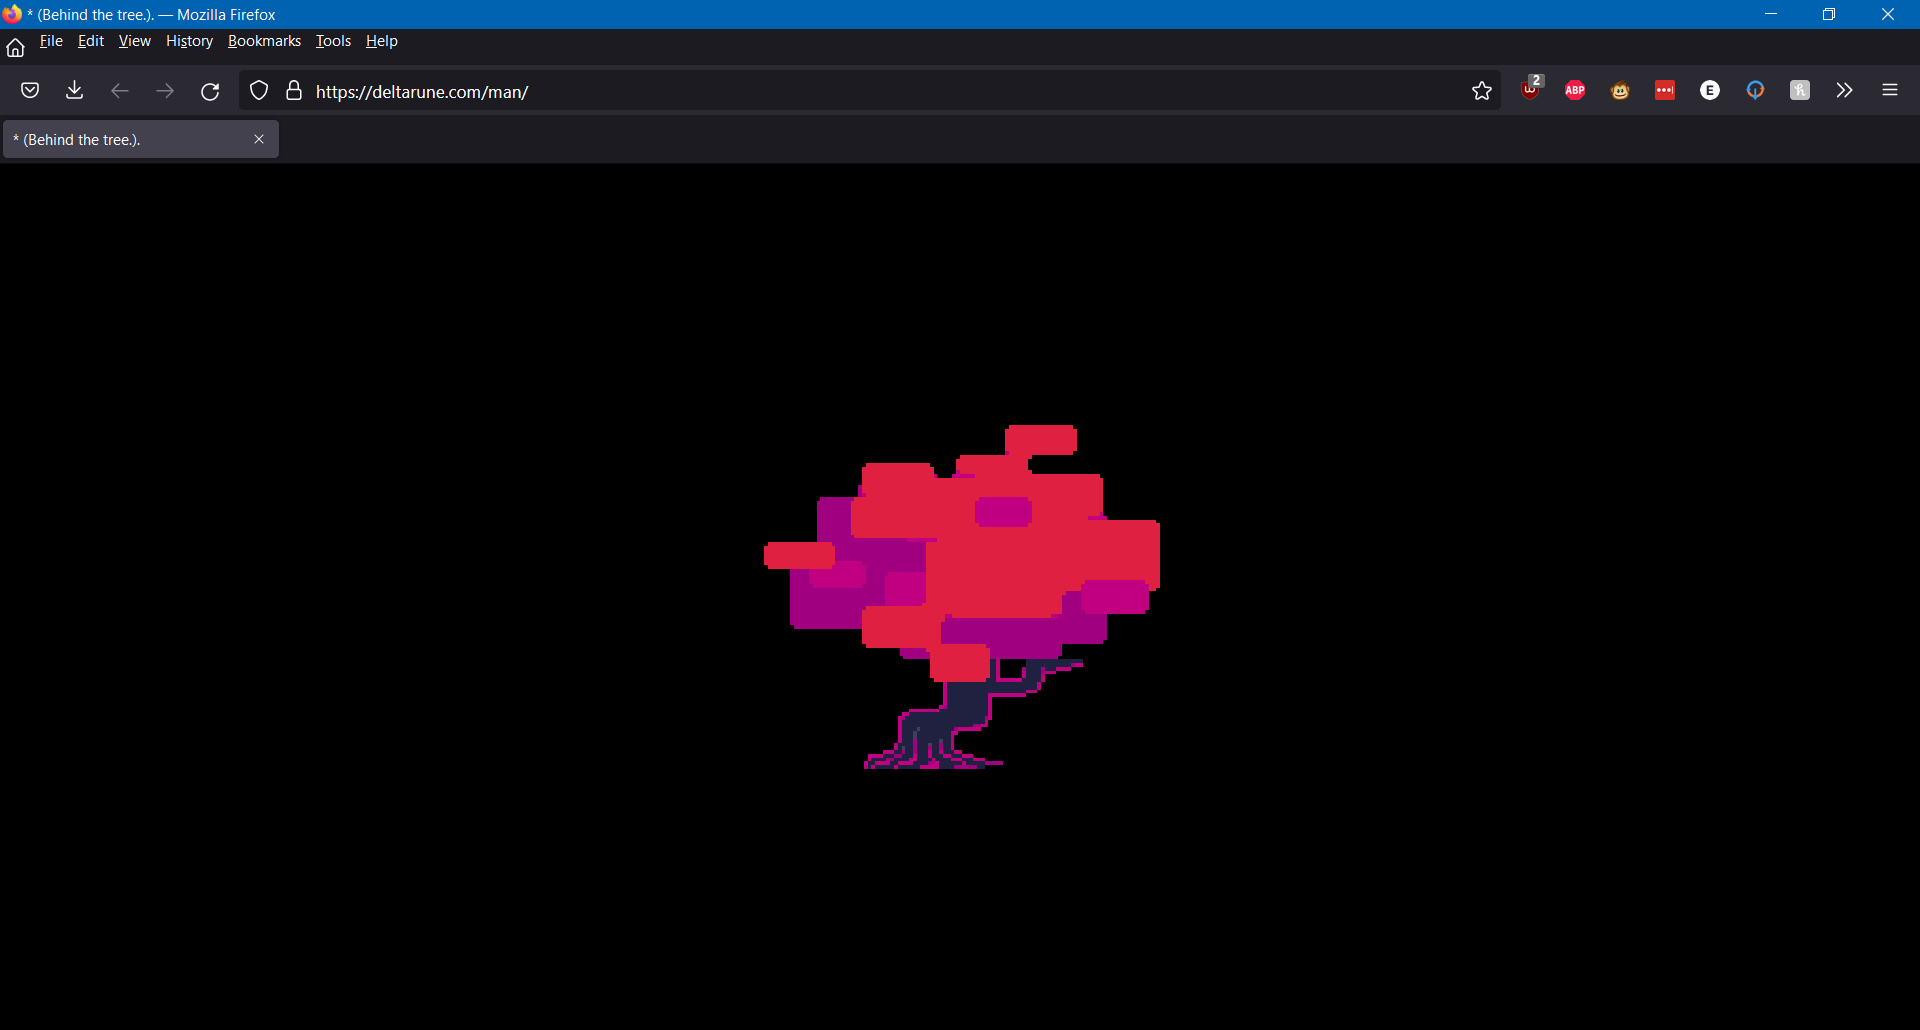 * (Behind the tree.). — Mozilla Firefox
File Edit View History Bookmarks Tools Help
https://deltarune.com/man/
2
ABP
E
* (Behind the tree.).